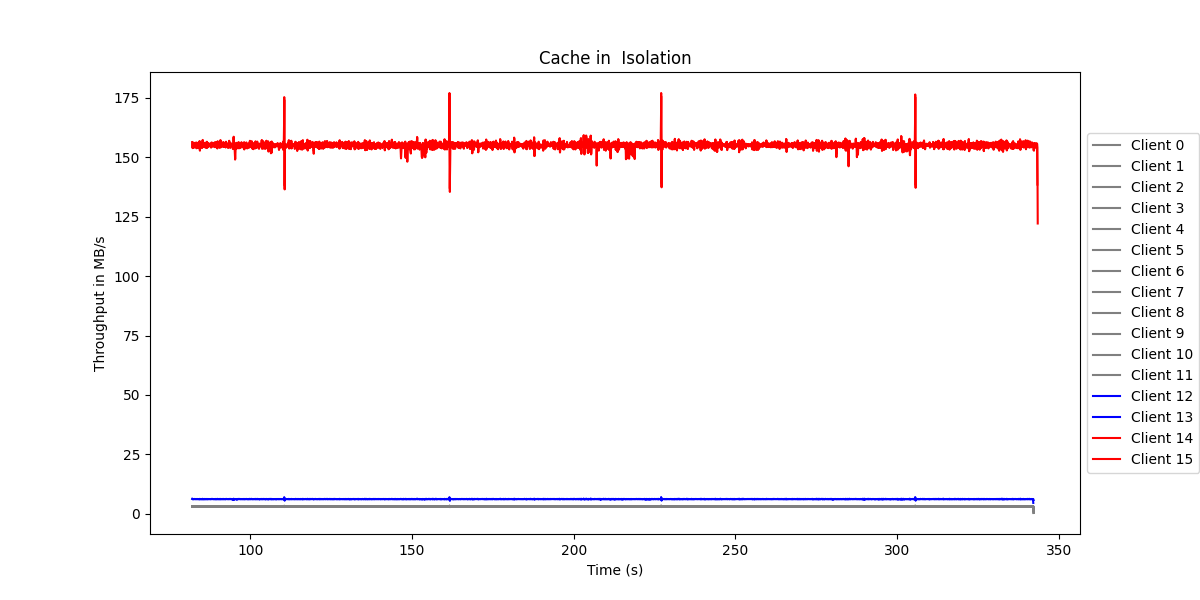 Cache in  Isolation
Throughput in MB/s
175
150
125
100
75
50
25
0
100
150
200
250
300
350
Time (s)
Client 0
Client 1
Client 2
Client 3
Client 4
Client 5
Client 6
Client 7
Client 8
Client 9
Client 10
Client 11
Client 12
Client 13
Client 14
Client 15